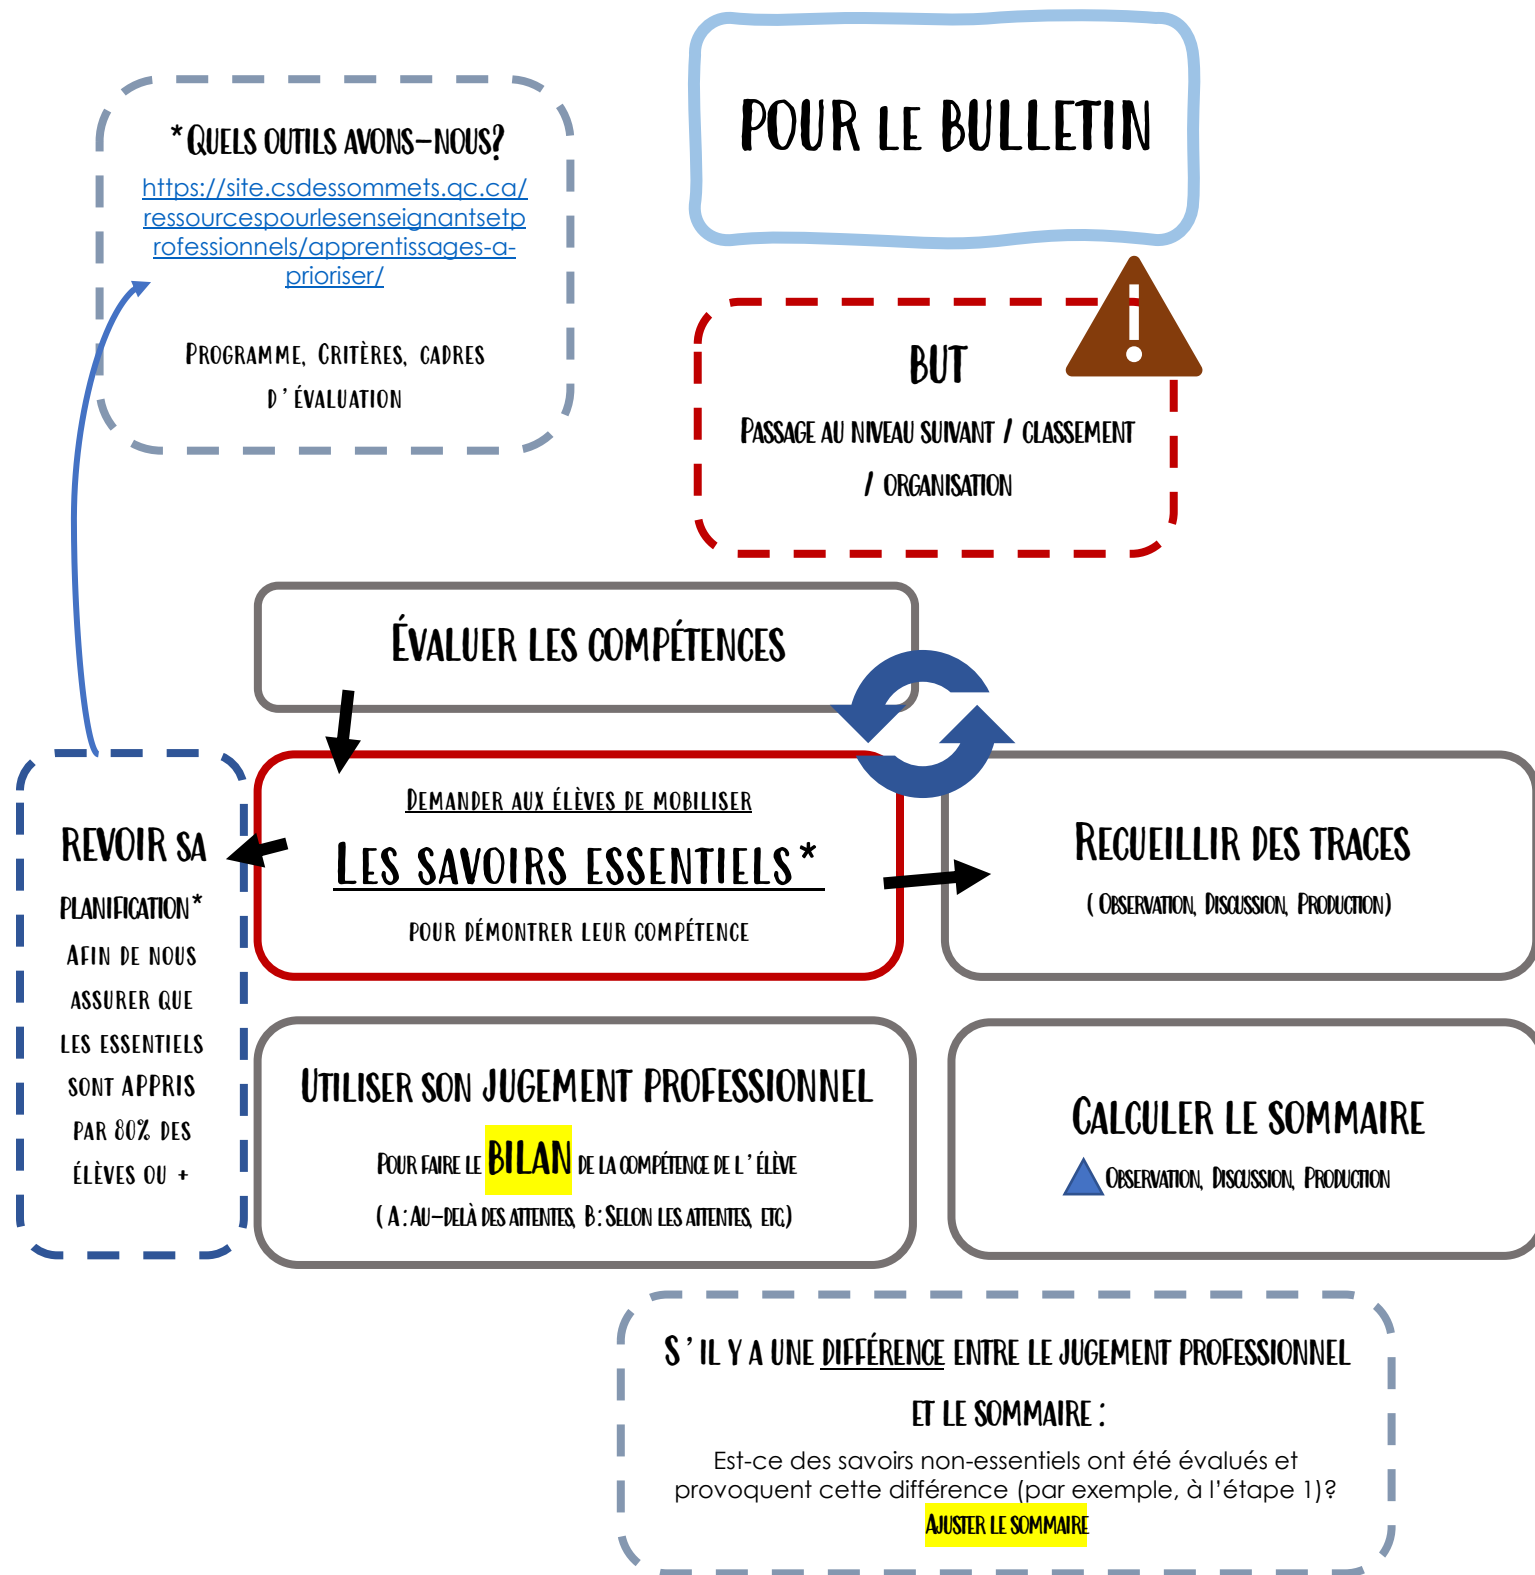 POUR LE BULLETIN
*QUELS OUTILS AVONS-NOUS?
https://site.csdessommets.qc.ca/
ressourcespourlesenseignantsetp
rofessionnels/apprentissages-a-
prioriser/
PROGRAMME, CRITÈRES, CADRES
D'ÉVALUATION
BUT
PASSAGE AU NIVEAU SUIVANT / CLASSEMENT
/ ORGANISATION
ÉVALUER LES COMPÉTENCES
DEMANDER AUX ÉLÈVES DE MOBILISER
LES SAVOIRS ESSENTIELS*
POUR DÉMONTRER LEUR COMPÉTENCE
REVOIR SA
PLANIFICATION*
AFIN DE NOUS
ASSURER QUE
LES ESSENTIELS
SONT APPRIS
PAR 80% DES
ÉLÈVES OU +
RECUEILLIR DES TRACES
(OBSERVATION, DISCUSSION, PRODUCTION)
UTILISER SON JUGEMENT PROFESSIONNEL
POUR FAIRE LE BILAN DE LA COMPÉTENCE DE L'ÉLÈVE
(A: AU-DELÀ DES ATTENTES, B: SELON LES ATTENTES, ETC.)
CALCULER LE SOMMAIRE
OBSERVATION, DISCUSSION, PRODUCTION
S'IL Y A UNE DIFFÉRENCE ENTRE LE JUGEMENT PROFESSIONNEL
ET LE SOMMAIRE :
Est-ce des savoirs non-essentiels ont été évalués et
provoquent cette différence (par exemple, à l'étape 1)?
AJUSTER LE SOMMAIRE